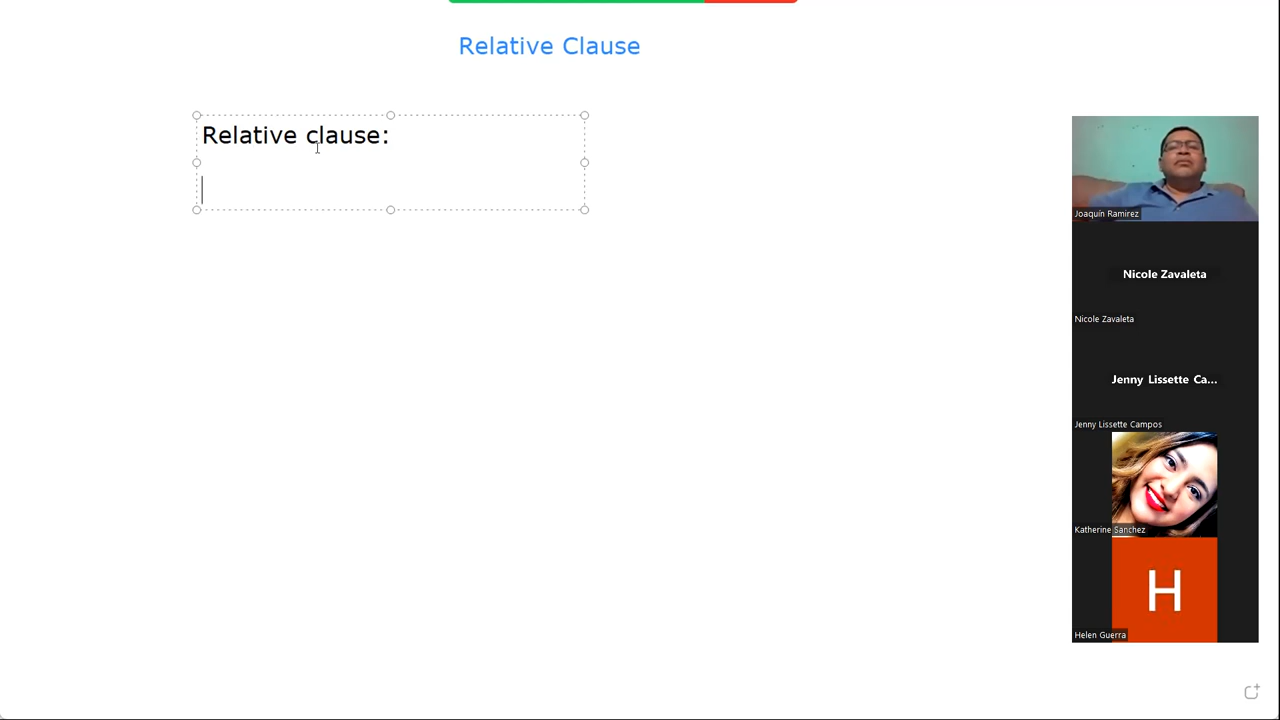 Relative Clause
Relative clause:
Joaquín Ramirez
Nicole Zavaleta
Nicole Zavaleta
Jenny Lissette Ca...
Jenny Lissette Campos
Katherine Sanchez
H
Helen Guerra